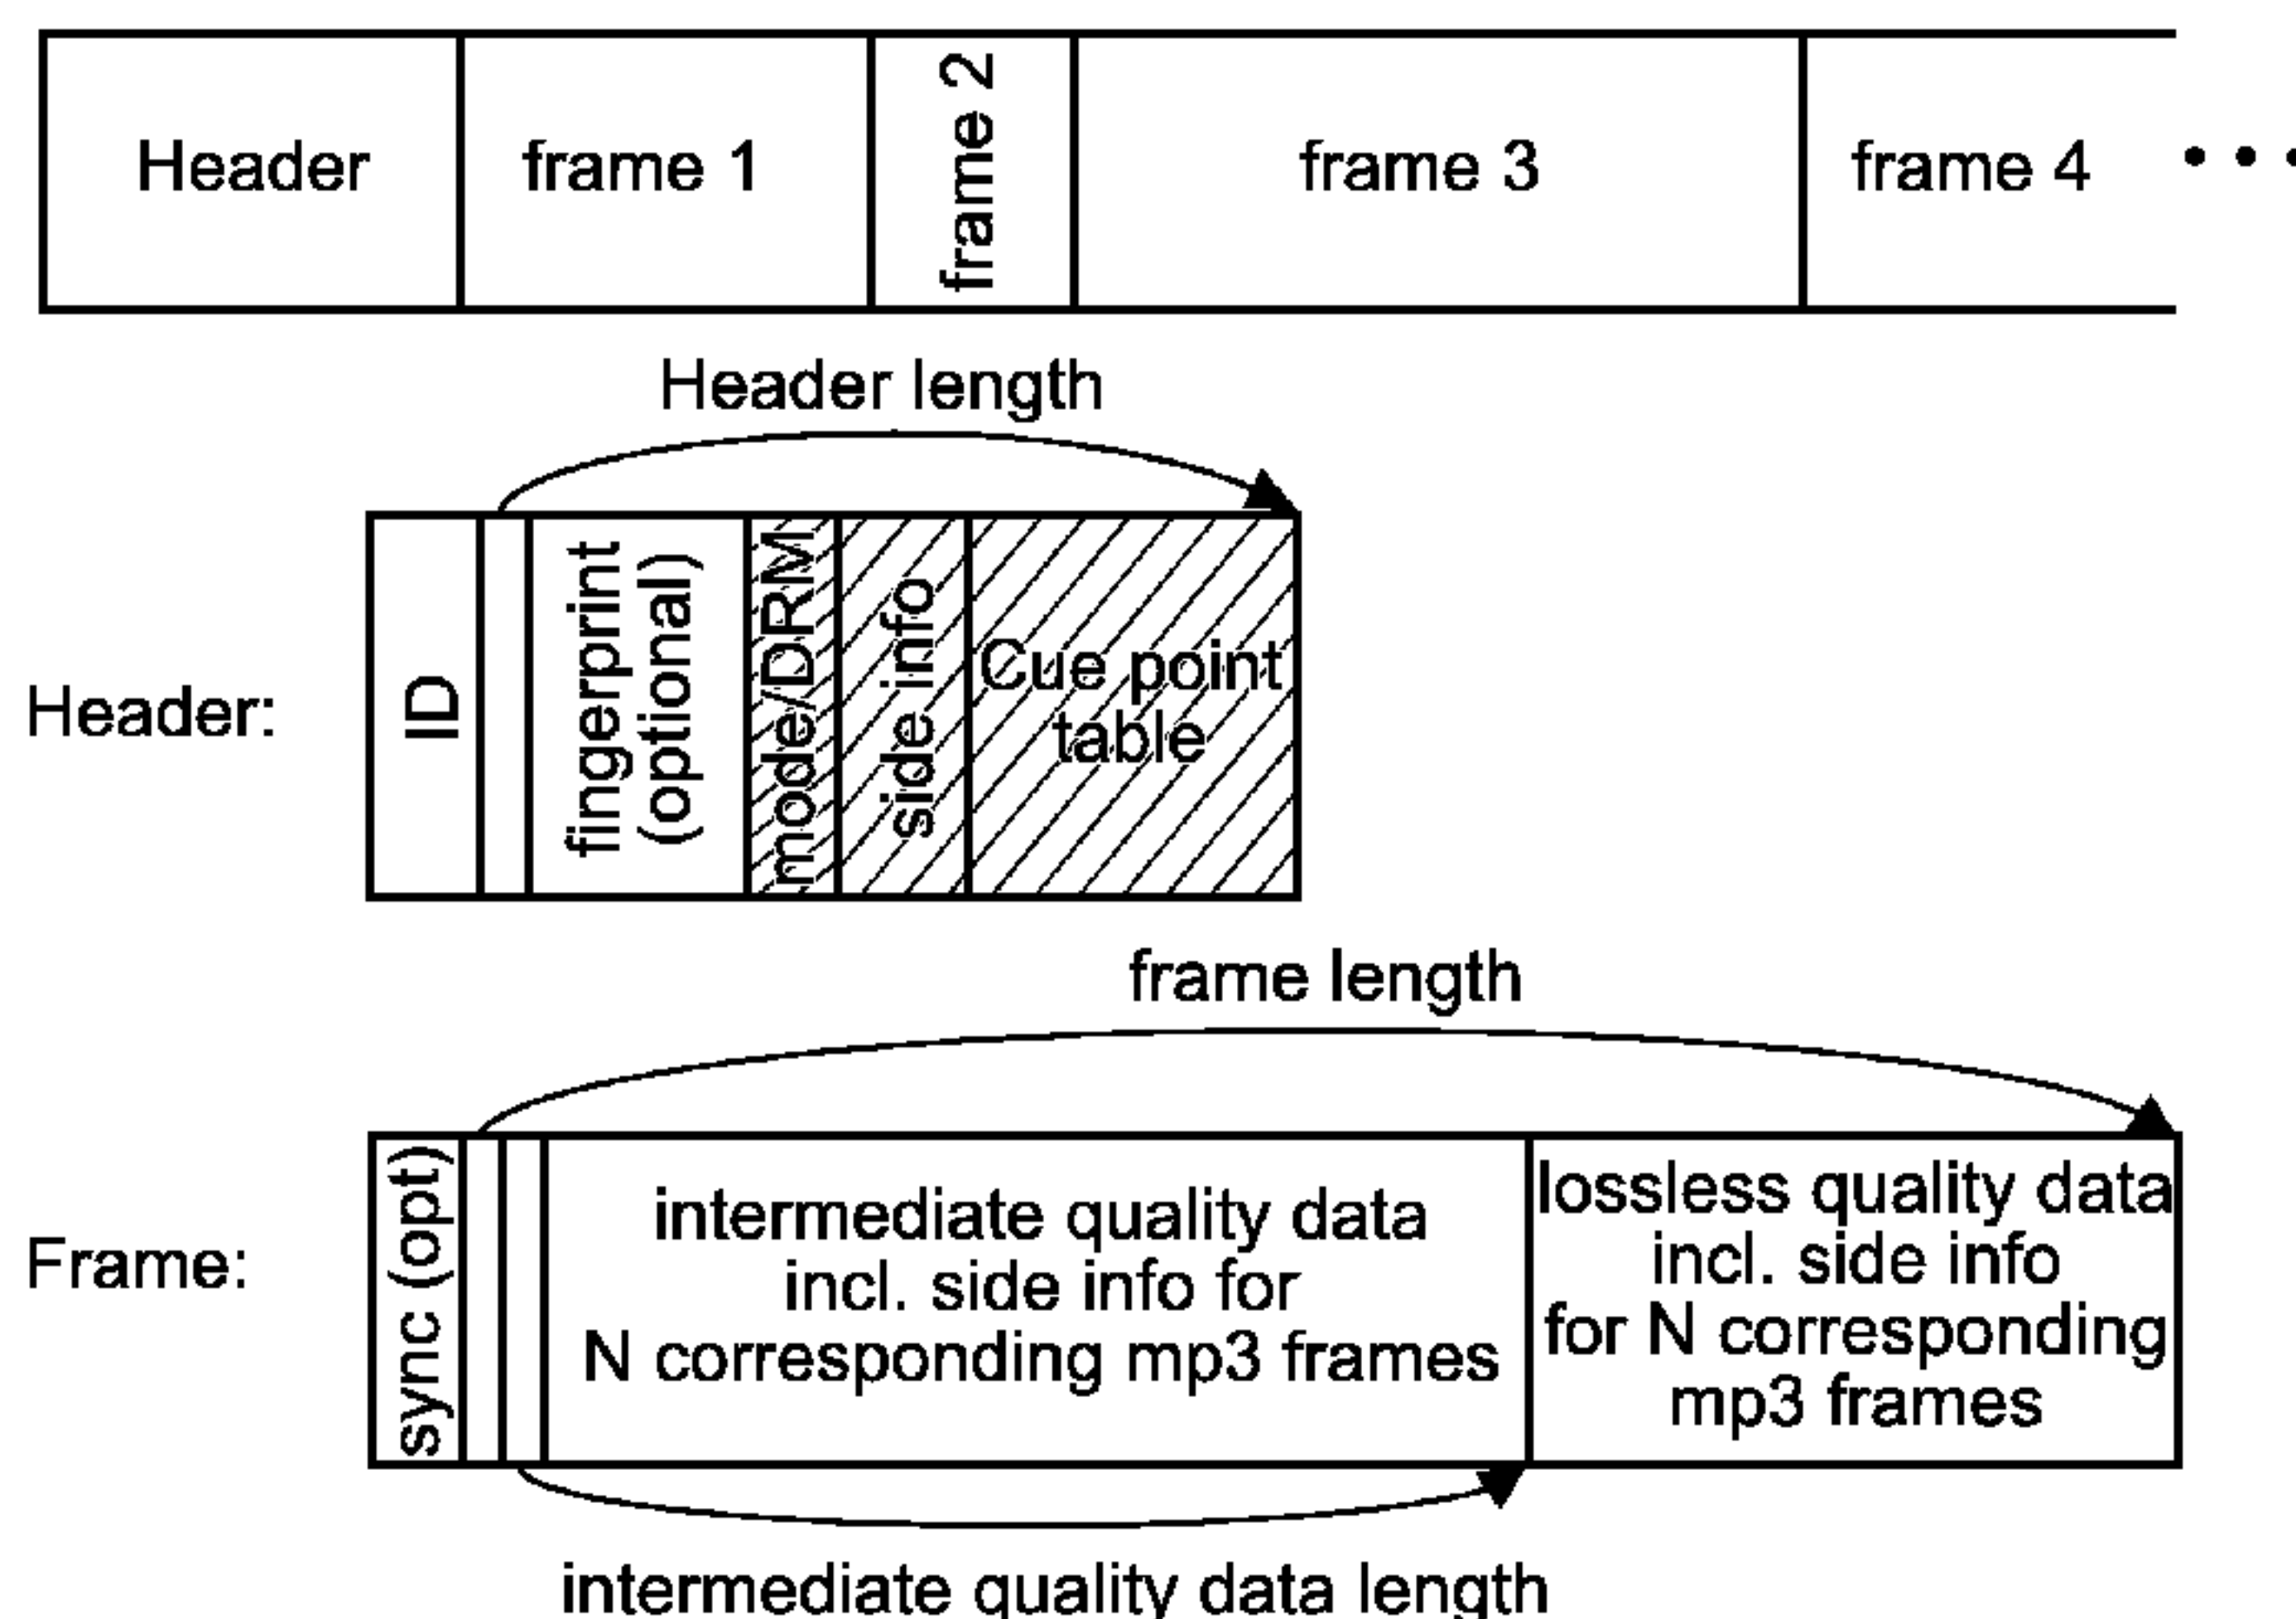 Header
frame 1
frame 2
frame 3
frame 4
• • •
Header length
Header:
ID
fingerprint
(optional)
mode/DRM
side info
Cue point
table
frame length
Frame:
sync (opt)
intermediate quality data
incl. side info for
N corresponding mp3 frames
lossless quality data
incl. side info
for N corresponding
mp3 frames
intermediate quality data length